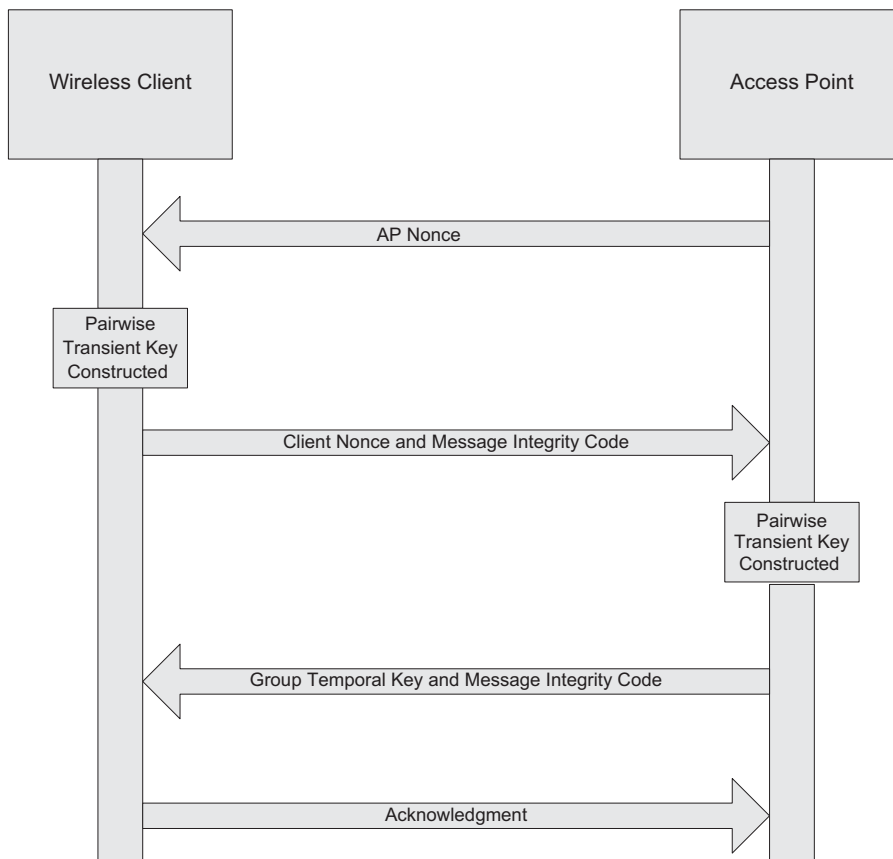 Wireless Client
Access Point
AP Nonce
Pairwise
Transient Key
Constructed
Client Nonce and Message Integrity Code
Pairwise
Transient Key
Constructed
Group Temporal Key and Message Integrity Code
Acknowledgment